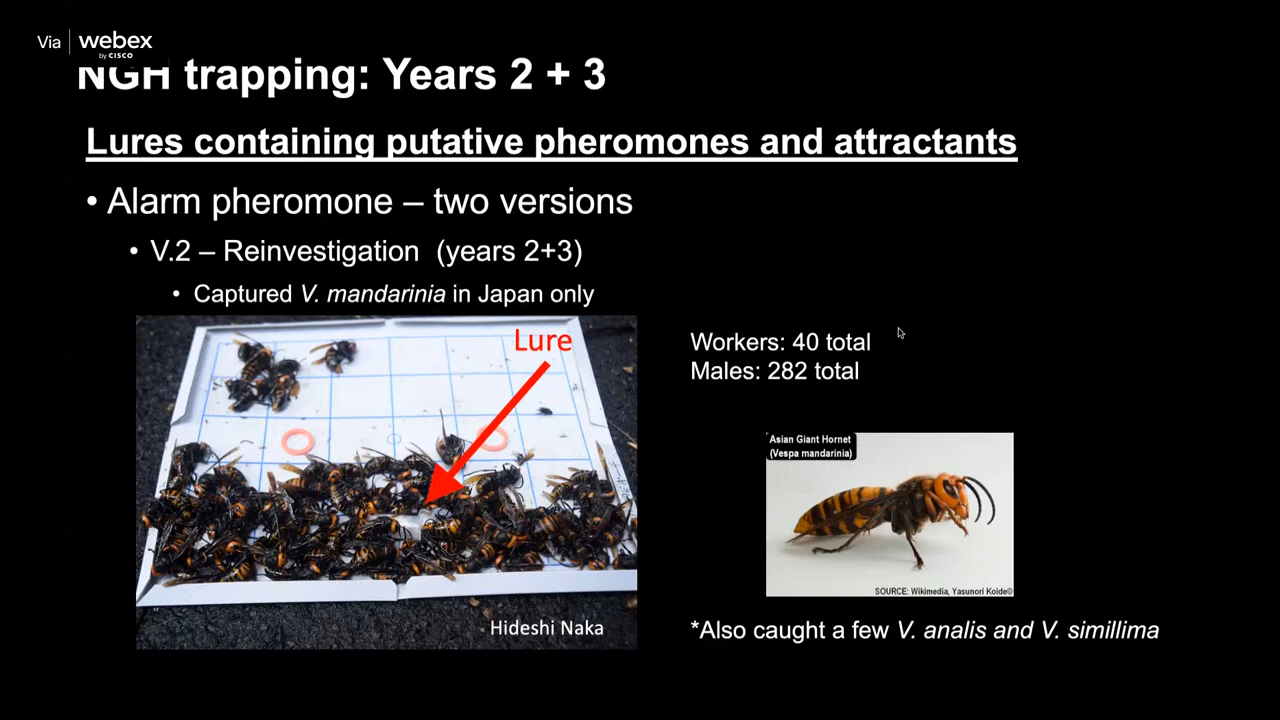 Via webex
by CISCO
NGH trapping: Years 2 + 3
Lures containing putative pheromones and attractants
• Alarm pheromone – two versions
• V.2 – Reinvestigation (years 2+3)
• Captured V. mandarinia in Japan only
Lure
Hideshi Naka
Workers: 40 total
Males: 282 total
Asian Giant Hornet
(Vespa mandarinia)
SOURCE: Wikimedia, Yasunori Koide©
*Also caught a few V. analis and V. simillima